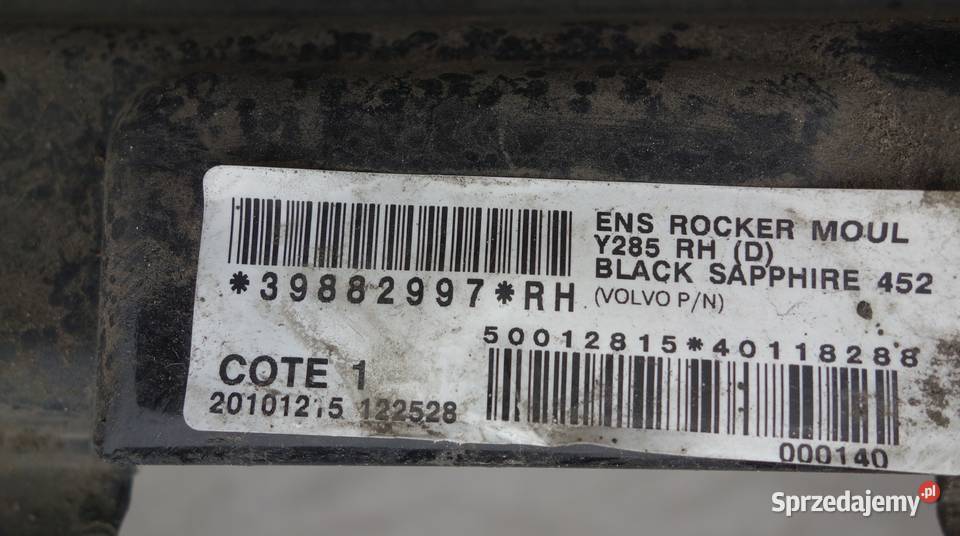 ENS ROCKER MOUL
Y285 RH (D)
BLACK SAPPHIRE 452
*39882997*RH
(VOLVO P/N)
50012815*40118288
COTE 1
20101215 122528
000140
Sprzedajemy.pl